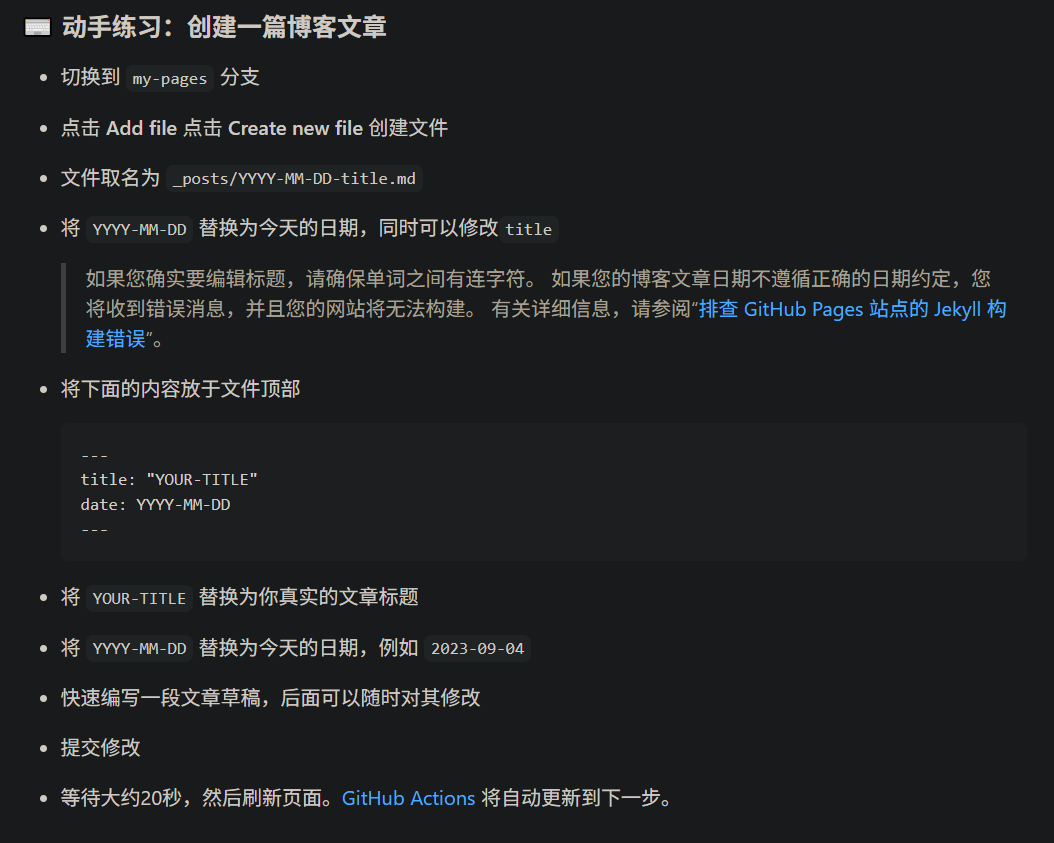 动手练习：创建一篇博客文章
切换到 my-pages 分支
点击 Add file 点击 Create new file 创建文件
文件取名为 _posts/YYYY-MM-DD-title.md
将 YYYY-MM-DD 替换为今天的日期，同时可以修改 title
如果您确实要编辑标题，请确保单词之间有连字符。 如果您的博客文章日期不遵循正确的日期约定，您
将收到错误消息，并且您的网站将无法构建。 有关详细信息，请参阅“排查 GitHub Pages 站点的 Jekyll 构
建错误”。
将下面的内容放于文件顶部
---
title: "YOUR-TITLE"
date: YYYY-MM-DD
---
将 YOUR-TITLE 替换为你真实的文章标题
将 YYYY-MM-DD 替换为今天的日期，例如 2023-09-04
快速编写一段文章草稿，后面可以随时对其修改
提交修改
等待大约20秒，然后刷新页面。GitHub Actions 将自动更新到下一步。